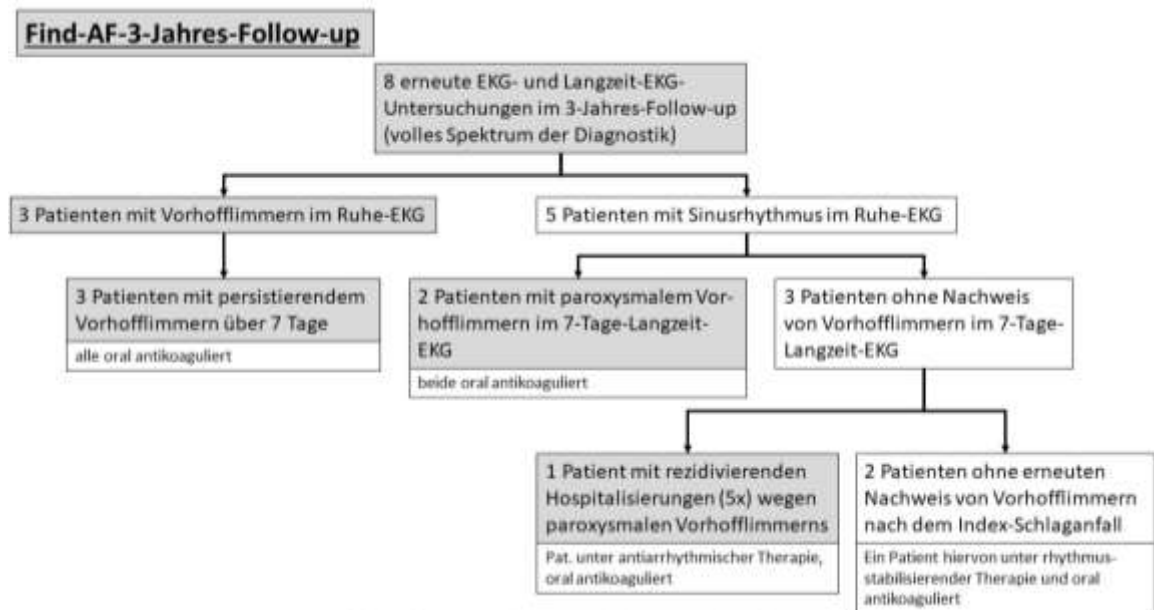 Find-AF-3-Jahres-Follow-up
8 erneute EKG- und Langzeit-EKG-
Untersuchungen im 3-Jahres-Follow-up
(volles Spektrum der Diagnostik)
3 Patienten mit Vorhofflimmern im Ruhe-EKG
5 Patienten mit Sinusrhythmus im Ruhe-EKG
3 Patienten mit persistierendem
Vorhofflimmern über 7 Tage
alle oral antikoaguliert
2 Patienten mit paroxysmalem Vor-
hofflimmern im 7-Tage-Langzeit-
EKG
beide oral antikoaguliert
3 Patienten ohne Nachweis
von Vorhofflimmern im 7-Tage-
Langzeit-EKG
1 Patient mit rezidivierenden
Hospitalisierungen (5x) wegen
paroxysmalen Vorhofflimmerns
Pat. unter antiarrhythmischer Therapie,
oral antikoaguliert
2 Patienten ohne erneuten
Nachweis von Vorhofflimmern
nach dem Index-Schlaganfall
Ein Patient hiervon unter rhythmus-
stabilisierender Therapie und oral
antikoaguliert